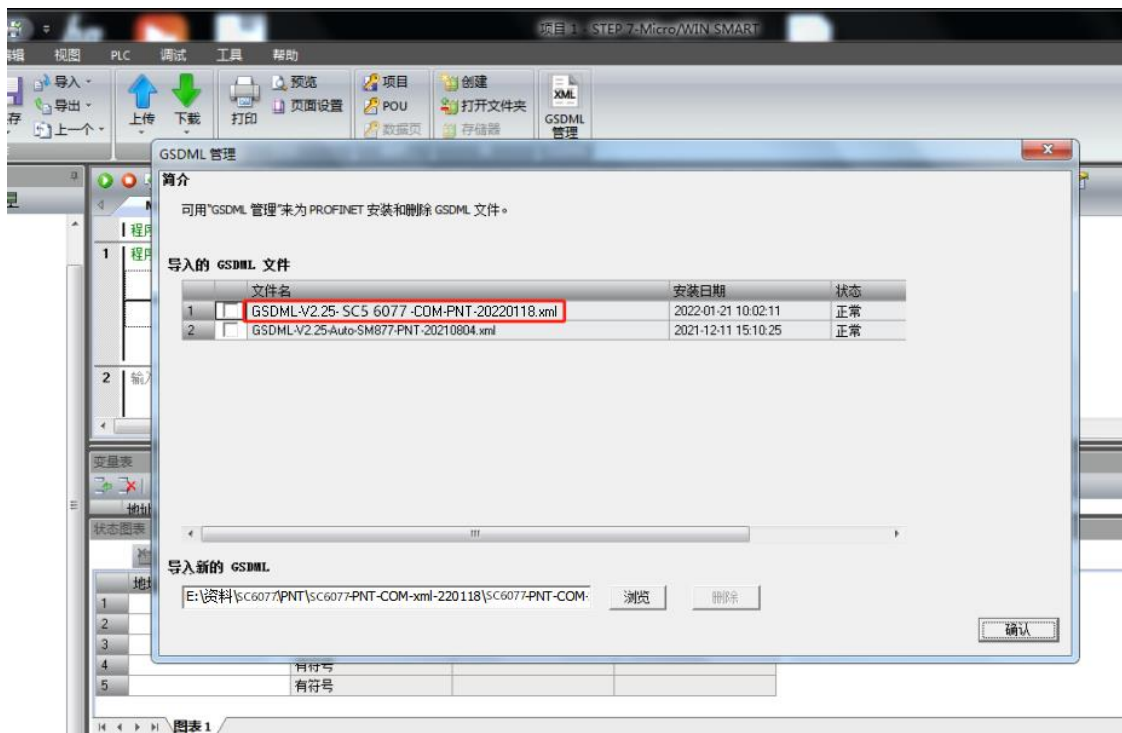 项目 1 - STEP 7-Micro/WIN SMART
编辑 视图 PLC 调试 工具 帮助
导入 预览 项目 创建
导出 页面设置 POU 打开文件夹
上一个 上传 下载 打印 数据页 存储器 XML GSDML 管理
GSDML 管理
简介
可用"GSDML 管理"来为 PROFINET 安装和删除 GSDML 文件。
导入的 GSDML 文件
文件名 安装日期 状态
1 GSDML-V2.25- SC5 6077 -COM-PNT-20220118.xml 2022-01-21 10:02:11 正常
2 GSDML-V2.25-Auto-SM877-PNT-20210804.xml 2021-12-11 15:10:25 正常
1
2
变量表
状态图表
导入新的 GSDML
E:\资料\SC6077\PNT\SC6077-PNT-COM-xml-220118\SC6077-PNT-COM- 浏览 删除
确认
1
2
3
4 有符号
5 有符号
图表 1